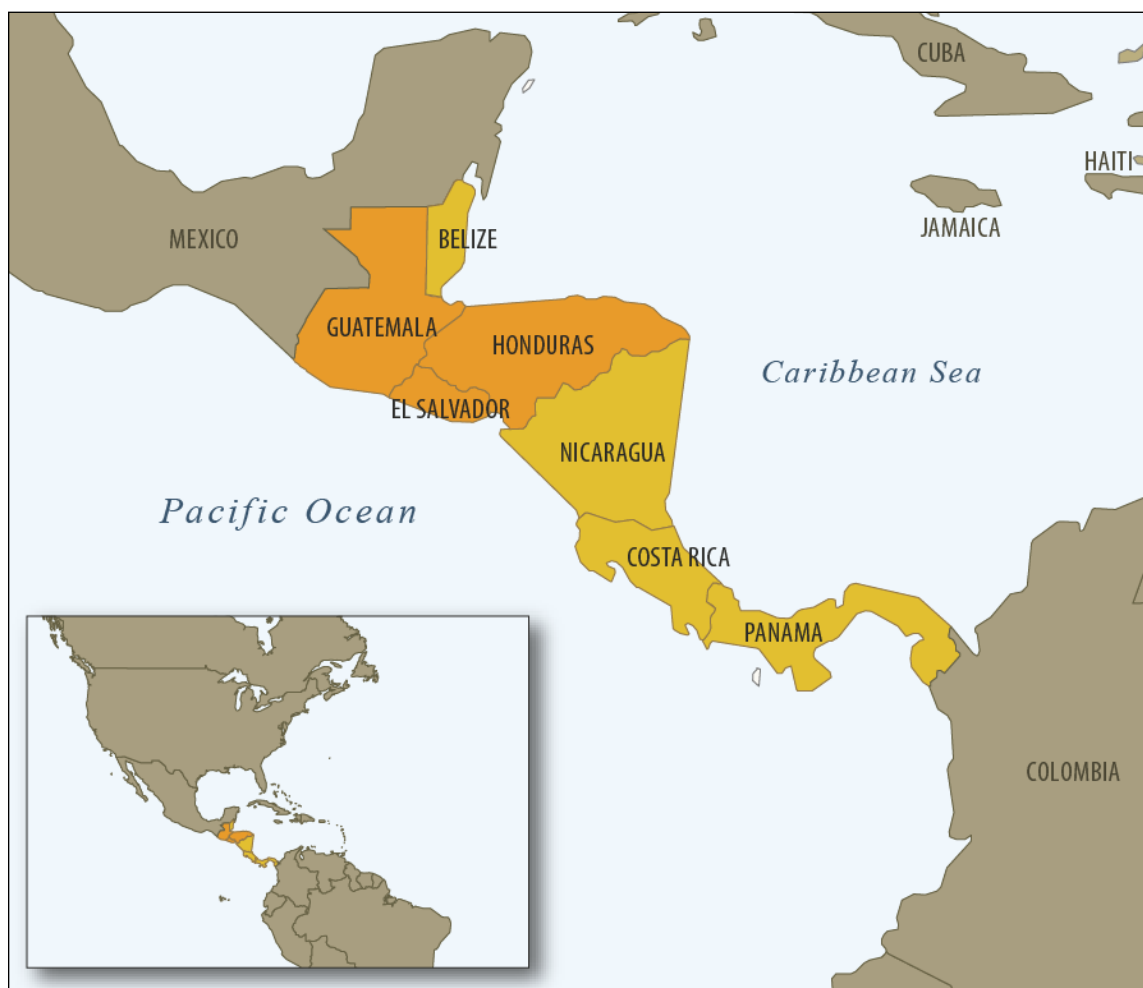 CUBA
HAITI
JAMAICA
MEXICO
BELIZE
GUATEMALA
HONDURAS
Caribbean Sea
EL SALVADOR
NICARAGUA
Pacific Ocean
COSTA RICA
PANAMA
COLOMBIA